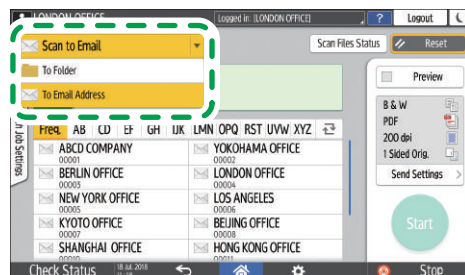 LONDON OFFICE
Logged in: [LONDON OFFICE]
?
Logout
Scan to Email
Scan Files Status
Reset
To Folder
To Email Address
Preview
B & W
PDF
200 dpi
1 Sided Orig.
Send Settings
Start
Job Settings
Freq. AB CD EF GH IJK LMN OPQ RST UVW XYZ
ABCD COMPANY
00001
YOKOHAMA OFFICE
00002
BERLIN OFFICE
00003
LONDON OFFICE
00004
NEW YORK OFFICE
00005
LOS ANGELES
00006
KYOTO OFFICE
00007
BEIJING OFFICE
00008
SHANGHAI OFFICE
HONG KONG OFFICE
Check Status
18 Jul. 2018
Stop